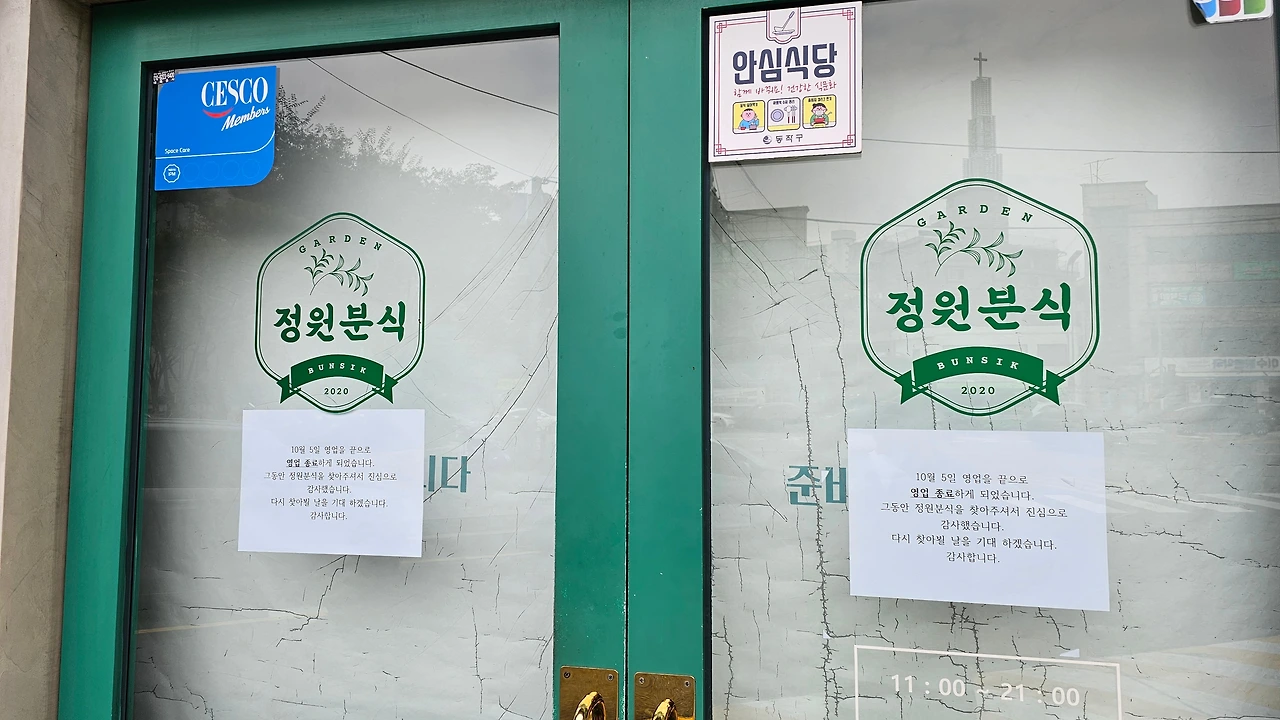 CESCO
Members
Space Care
GARDEN
정원분식
BUNSIK
2020
10월 5일 영업을 끝으로
영업 종료하게 되었습니다.
그동안 정원분식을 찾아주셔서 진심으로
감사했습니다.
다시 찾아뵐 날을 기대 하겠습니다.
감사합니다.
니다
안심식당
함께 바꿔요! 건강한 식문화
동작구
GARDEN
정원분식
BUNSIK
2020
준비
10월 5일 영업을 끝으로
영업 종료하게 되었습니다.
그동안 정원분식을 찾아주셔서 진심으로
감사했습니다.
다시 찾아뵐 날을 기대 하겠습니다.
감사합니다.
11 : 00 ~ 21 : 00